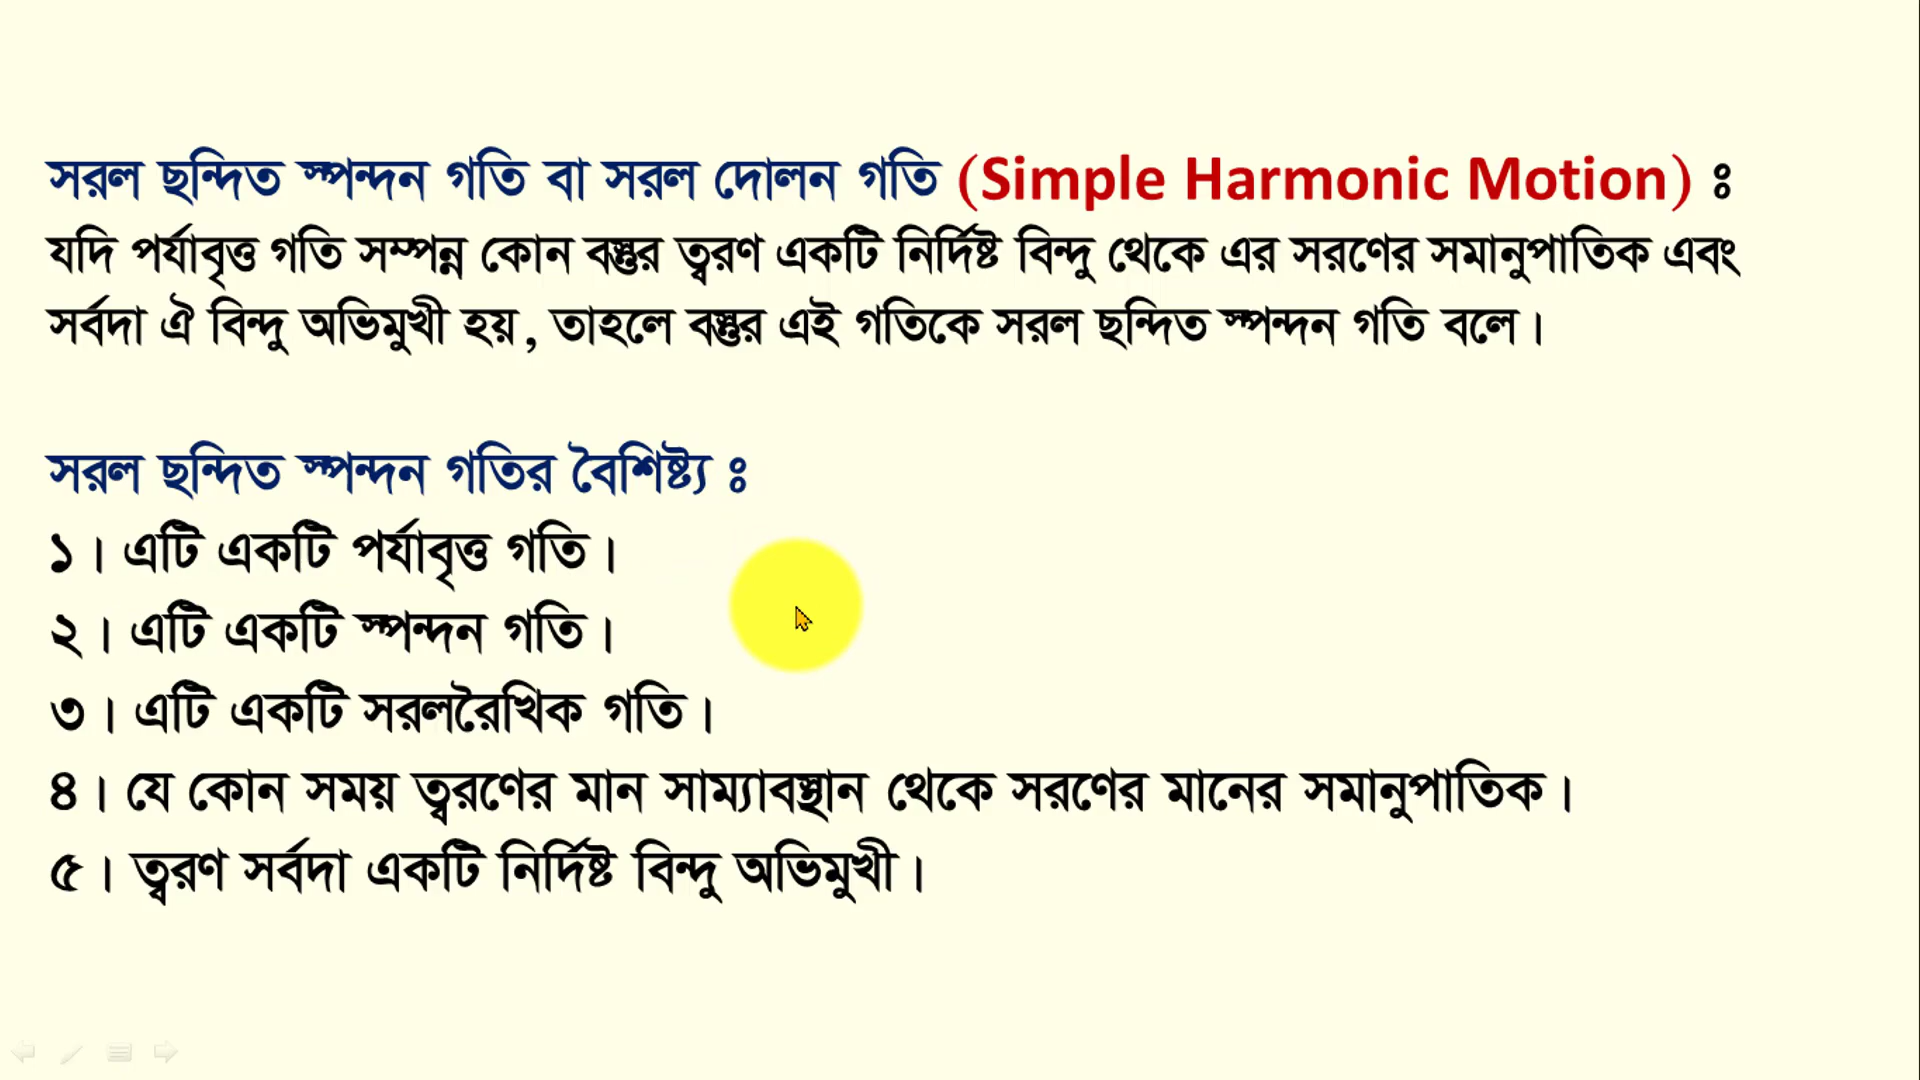 সরল ছন্দিত স্পন্দন গতি বা সরল দোলন গতি (Simple Harmonic Motion) ঃ
যদি পর্যাবৃত্ত গতি সম্পন্ন কোন বস্তুর ত্বরণ একটি নির্দিষ্ট বিন্দু থেকে এর সরণের সমানুপাতিক এবং
সর্বদা ঐ বিন্দু অভিমুখী হয়, তাহলে বস্তুর এই গতিকে সরল ছন্দিত স্পন্দন গতি বলে।
সরল ছন্দিত স্পন্দন গতির বৈশিষ্ট্য ঃ
১। এটি একটি পর্যাবৃত্ত গতি।
২। এটি একটি স্পন্দন গতি।
৩। এটি একটি সরলরৈখিক গতি।
৪। যে কোন সময় ত্বরণের মান সাম্যাবস্থান থেকে সরণের মানের সমানুপাতিক।
৫। ত্বরণ সর্বদা একটি নির্দিষ্ট বিন্দু অভিমুখী।